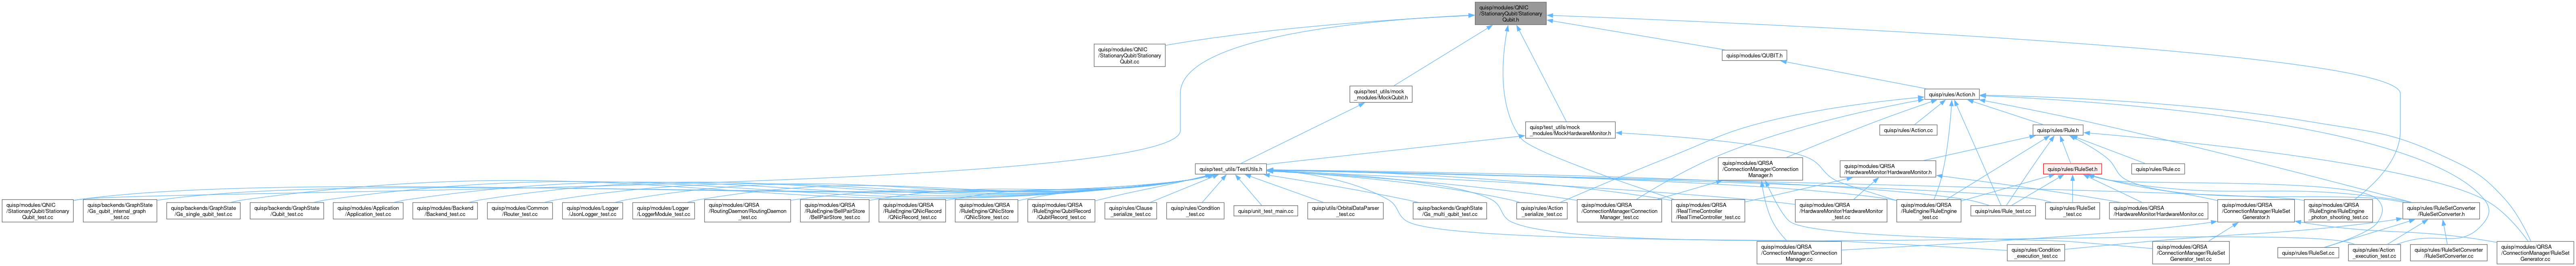 quisp/modules/QNIC
/StationaryQubit/Stationary
Qubit.h
quisp/modules/QNIC
/StationaryQubit/Stationary
Qubit.cc
quisp/modules/QUBIT.h
quisp/test_utils/mock
_modules/MockQubit.h
quisp/rules/Action.h
quisp/test_utils/mock
_modules/MockHardwareMonitor.h
quisp/rules/Action.cc
quisp/rules/Rule.h
quisp/test_utils/TestUtils.h
quisp/modules/QRSA
/ConnectionManager/Connection
Manager.h
quisp/modules/QRSA
/HardwareMonitor/HardwareMonitor.h
quisp/rules/RuleSet.h
quisp/rules/Rule.cc
quisp/modules/QNIC
/StationaryQubit/Stationary
Qubit_test.cc
quisp/backends/GraphState
/Gs_qubit_internal_graph
_test.cc
quisp/backends/GraphState
/Gs_single_qubit_test.cc
quisp/backends/GraphState
/Qubit_test.cc
quisp/modules/Application
/Application_test.cc
quisp/modules/Backend
/Backend_test.cc
quisp/modules/Common
/Router_test.cc
quisp/modules/Logger
/JsonLogger_test.cc
quisp/modules/Logger
/LoggerModule_test.cc
quisp/modules/QRSA
/RoutingDaemon/RoutingDaemon
_test.cc
quisp/modules/QRSA
/RuleEngine/BellPairStore
/BellPairStore_test.cc
quisp/modules/QRSA
/RuleEngine/QNicRecord
/QNicRecord_test.cc
quisp/modules/QRSA
/RuleEngine/QNicStore
/QNicStore_test.cc
quisp/modules/QRSA
/RuleEngine/QubitRecord
/QubitRecord_test.cc
quisp/rules/Clause
_serialize_test.cc
quisp/rules/Condition
_test.cc
quisp/unit_test_main.cc
quisp/utils/OrbitalDataParser
_test.cc
quisp/backends/GraphState
/Gs_multi_qubit_test.cc
quisp/rules/Action
_serialize_test.cc
quisp/modules/QRSA
/ConnectionManager/Connection
Manager_test.cc
quisp/modules/QRSA
/RealTimeController
/RealTimeController_test.cc
quisp/modules/QRSA
/HardwareMonitor/HardwareMonitor
_test.cc
quisp/modules/QRSA
/RuleEngine/RuleEngine
_test.cc
quisp/rules/Rule_test.cc
quisp/rules/RuleSet
_test.cc
quisp/modules/QRSA
/HardwareMonitor/HardwareMonitor.cc
quisp/modules/QRSA
/ConnectionManager/RuleSet
Generator.h
quisp/modules/QRSA
/RuleEngine/RuleEngine
_photon_shooting_test.cc
quisp/rules/RuleSetConverter
/RuleSetConverter.h
quisp/modules/QRSA
/ConnectionManager/Connection
Manager.cc
quisp/rules/Condition
_execution_test.cc
quisp/modules/QRSA
/ConnectionManager/RuleSet
Generator_test.cc
quisp/rules/RuleSet.cc
quisp/rules/Action
_execution_test.cc
quisp/rules/RuleSetConverter
/RuleSetConverter.cc
quisp/modules/QRSA
/ConnectionManager/RuleSet
Generator.cc